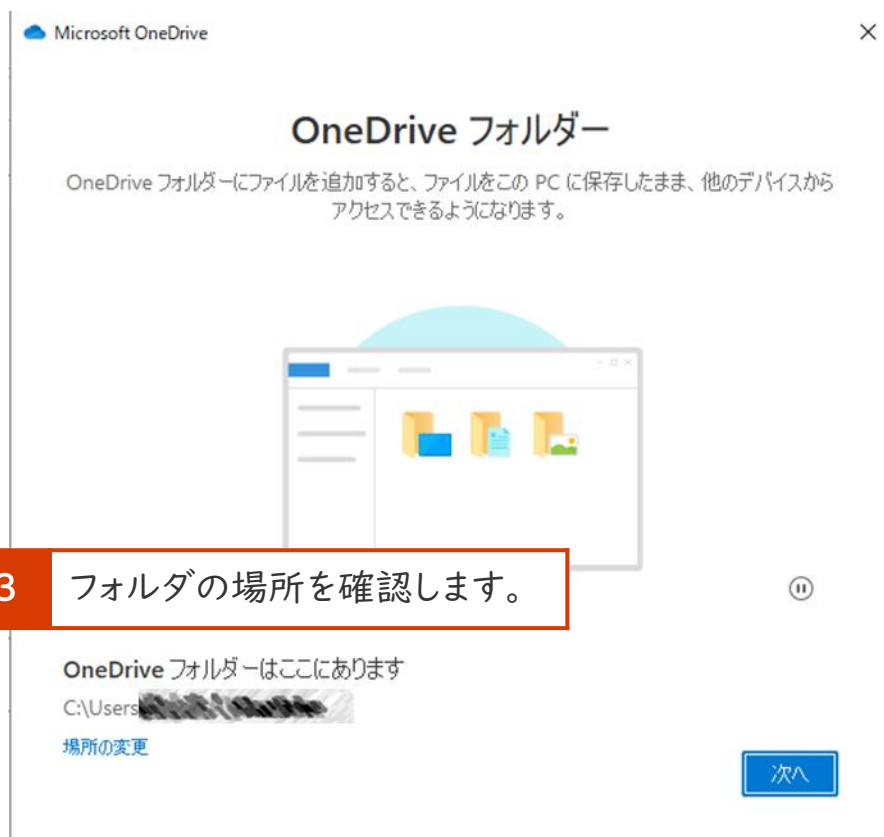 Microsoft OneDrive
OneDrive フォルダー
OneDrive フォルダーにファイルを追加すると、ファイルをこの PC に保存したまま、他のデバイスから
アクセスできるようになります。
3 フォルダの場所を確認します。
OneDrive フォルダーはここにあります
C:\Users
場所の変更
次へ